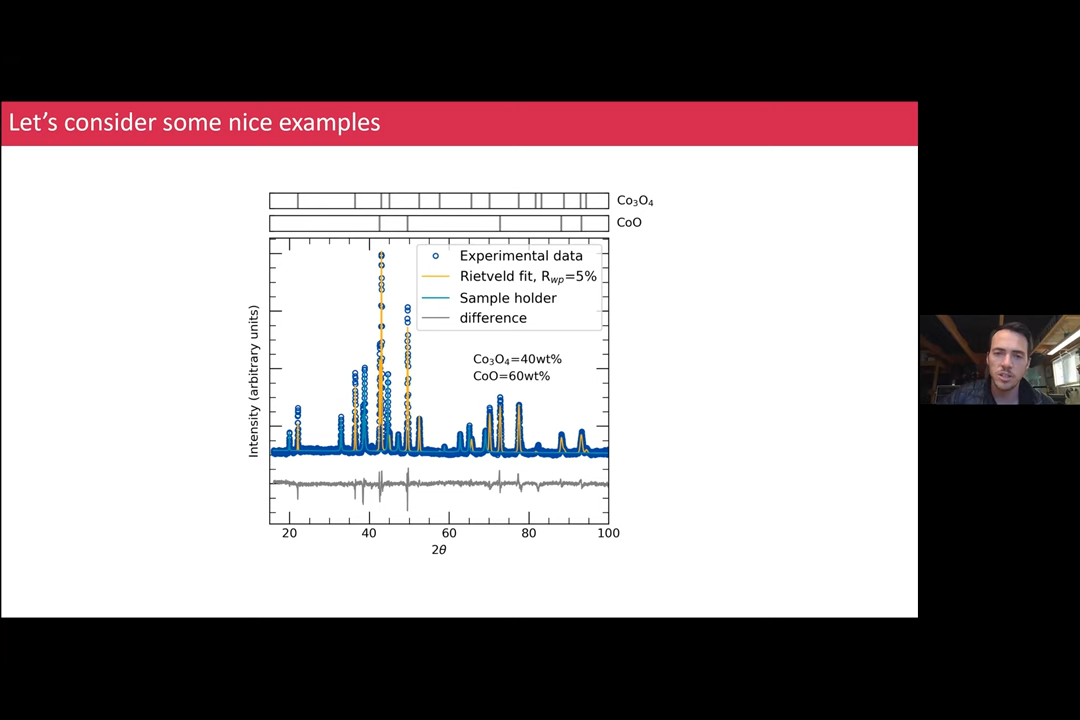 Let's consider some nice examples
Co₃O₄
CoO
Experimental data
Rietveld fit, Rwp=5%
Sample holder
difference
Co₃O₄=40wt%
CoO=60wt%
Intensity (arbitrary units)
20 40 60 80 100
2θ